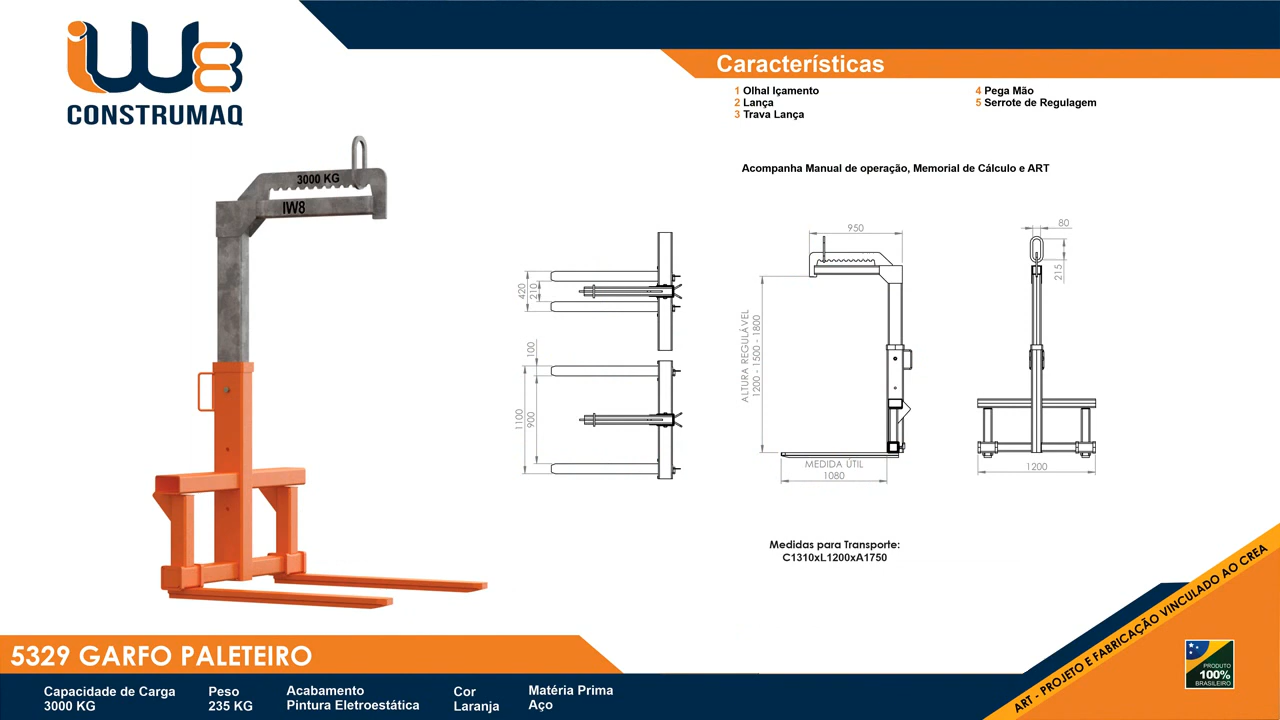 iW8
CONSTRUMAQ
Características
1 Olhal Içamento
2 Lança
3 Trava Lança
4 Pega Mão
5 Serrote de Regulagem
Acompanha Manual de operação, Memorial de Cálculo e ART
3000 KG
IW8
420
210
100
1100
900
950
ALTURA REGULÁVEL
1200 - 1500 - 1800
MEDIDA ÚTIL
1080
80
215
1200
Medidas para Transporte:
C1310xL1200xA1750
5329 GARFO PALETEIRO
Capacidade de Carga
3000 KG
Peso
235 KG
Acabamento
Pintura Eletroestática
Cor
Laranja
Matéria Prima
Aço
ART - PROJETO E FABRICAÇÃO VINCULADO AO CREA
PRODUTO
100%
BRASILEIRO